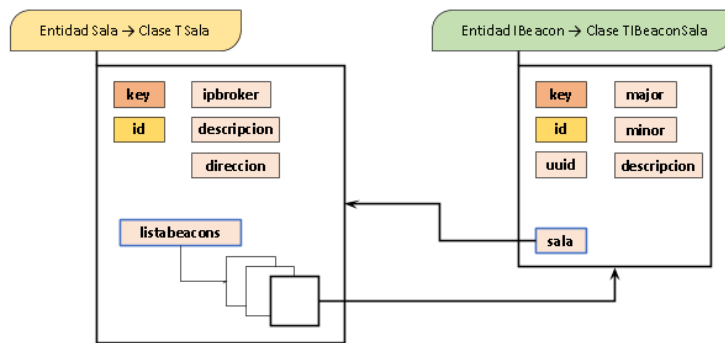 Entidad Sala → Clase TSala
key
ipbroker
id
descripcion
direccion
listabeacons
Entidad IBeacon → Clase TIBeaconSala
key
major
id
minor
uuid
descripcion
sala